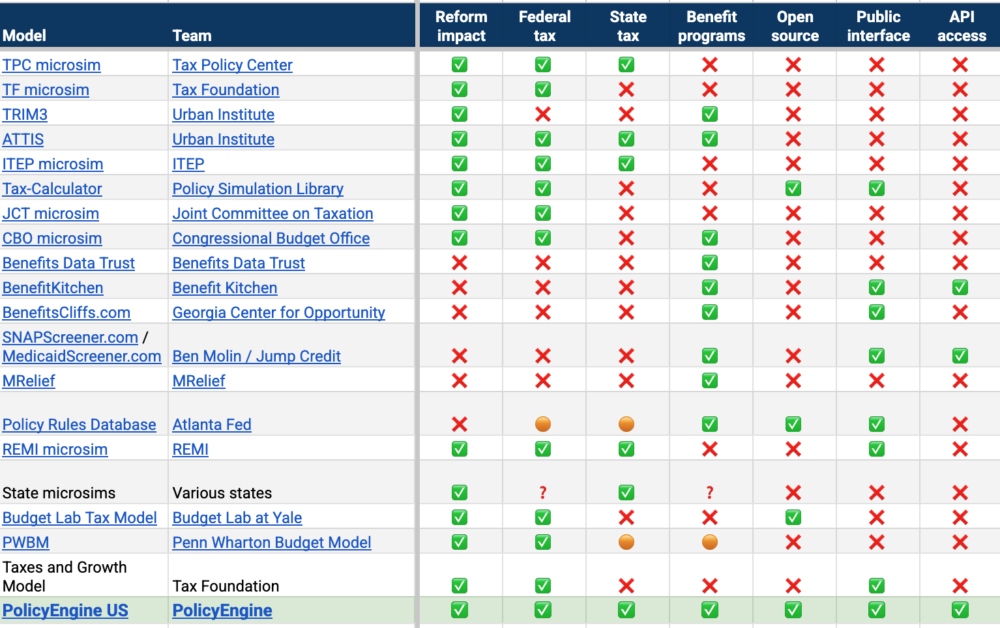 Model Team Reform impact Federal tax State tax Benefit programs Open source Public interface API access
TPC microsim Tax Policy Center ✅ ✅ ✅ ❌ ❌ ❌ ❌
TF microsim Tax Foundation ✅ ✅ ❌ ❌ ❌ ❌ ❌
TRIM3 Urban Institute ✅ ❌ ❌ ✅ ❌ ❌ ❌
ATTIS Urban Institute ✅ ✅ ✅ ✅ ❌ ❌ ❌
ITEP microsim ITEP ✅ ✅ ✅ ❌ ❌ ❌ ❌
Tax-Calculator Policy Simulation Library ✅ ✅ ❌ ❌ ✅ ✅ ❌
JCT microsim Joint Committee on Taxation ✅ ✅ ❌ ❌ ❌ ❌ ❌
CBO microsim Congressional Budget Office ✅ ✅ ❌ ✅ ❌ ❌ ❌
Benefits Data Trust Benefits Data Trust ❌ ❌ ❌ ✅ ❌ ❌ ❌
BenefitKitchen Benefit Kitchen ❌ ❌ ❌ ✅ ❌ ✅ ✅
BenefitsCliffs.com Georgia Center for Opportunity ❌ ❌ ❌ ✅ ❌ ✅ ❌
SNAPScreener.com /
MedicaidScreener.com Ben Molin / Jump Credit ❌ ❌ ❌ ✅ ❌ ✅ ✅
MRelief MRelief ❌ ❌ ❌ ✅ ❌ ❌ ❌
Policy Rules Database Atlanta Fed ❌ 🟠 🟠 ✅ ✅ ✅ ❌
REMI microsim REMI ✅ ✅ ✅ ❌ ❌ ✅ ❌
State microsims Various states ✅ ? ✅ ? ❌ ❌ ❌
Budget Lab Tax Model Budget Lab at Yale ✅ ✅ ❌ ❌ ✅ ❌ ❌
PWBM Penn Wharton Budget Model ✅ ✅ 🟠 🟠 ❌ ❌ ❌
Taxes and Growth
Model Tax Foundation ✅ ✅ ❌ ❌ ❌ ✅ ❌
PolicyEngine US PolicyEngine ✅ ✅ ✅ ✅ ✅ ✅ ✅